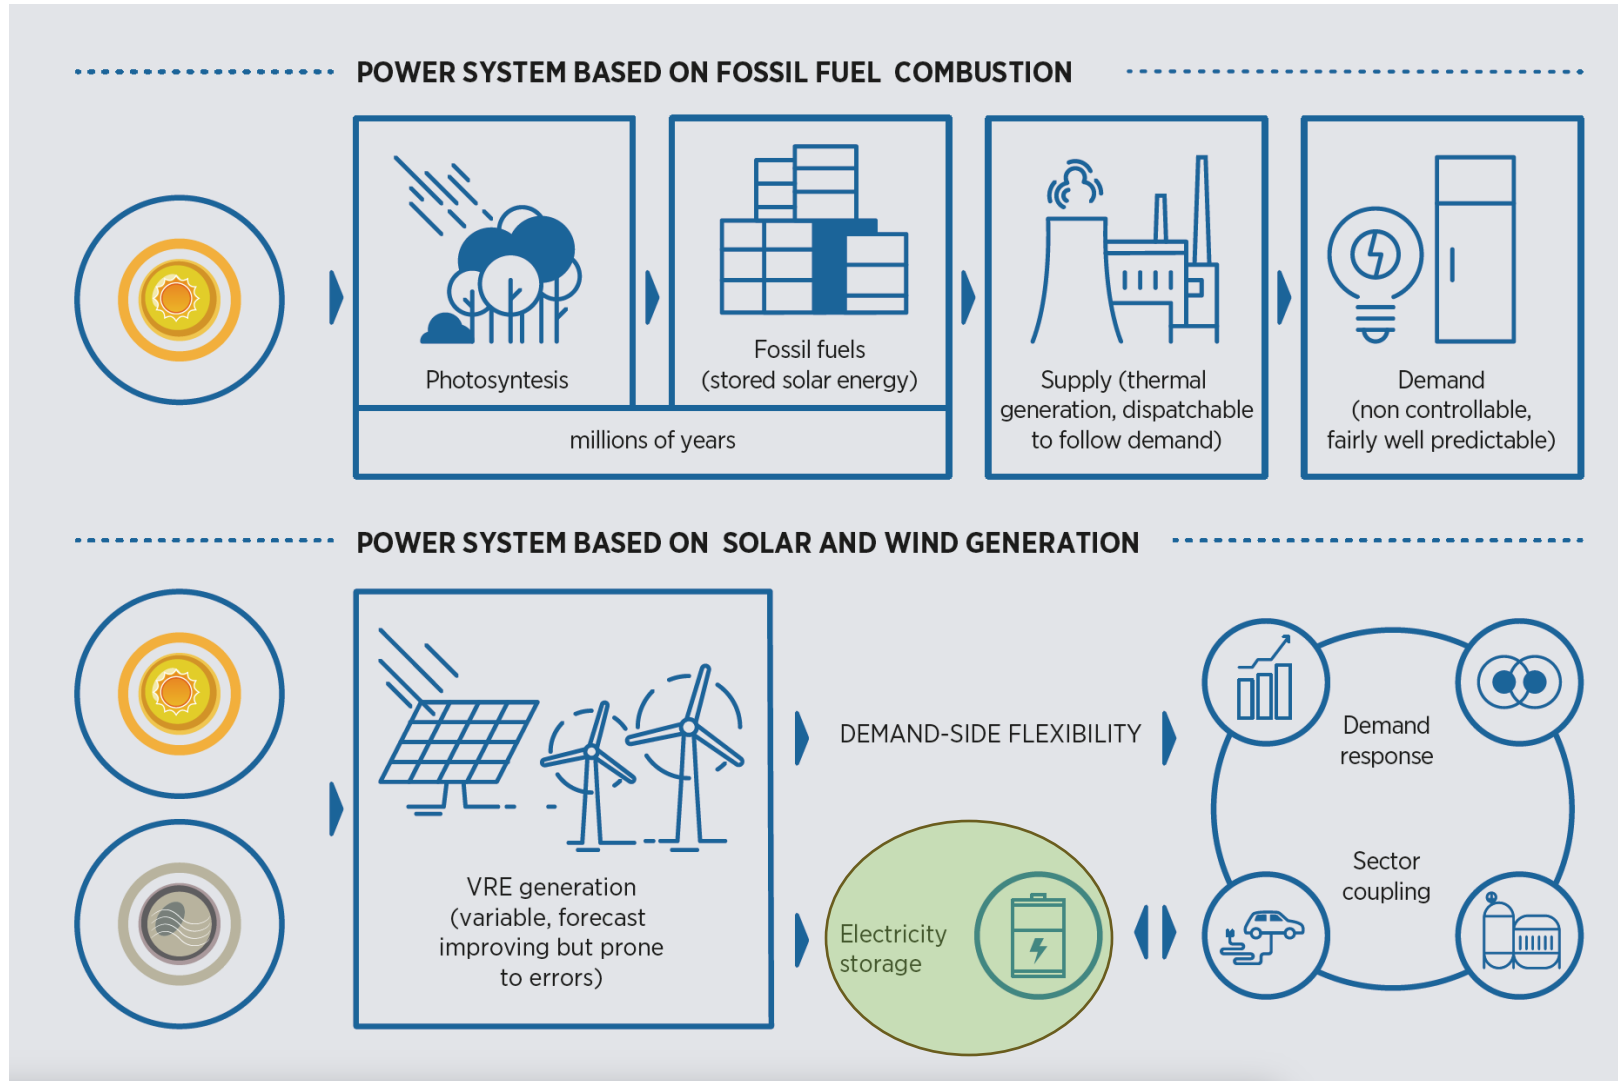 POWER SYSTEM BASED ON FOSSIL FUEL COMBUSTION
Photosyntesis
Fossil fuels
(stored solar energy)
millions of years
Supply (thermal
generation, dispatchable
to follow demand)
Demand
(non controllable,
fairly well predictable)
POWER SYSTEM BASED ON SOLAR AND WIND GENERATION
VRE generation
(variable, forecast
improving but prone
to errors)
DEMAND-SIDE FLEXIBILITY
Electricity
storage
Demand
response
Sector
coupling